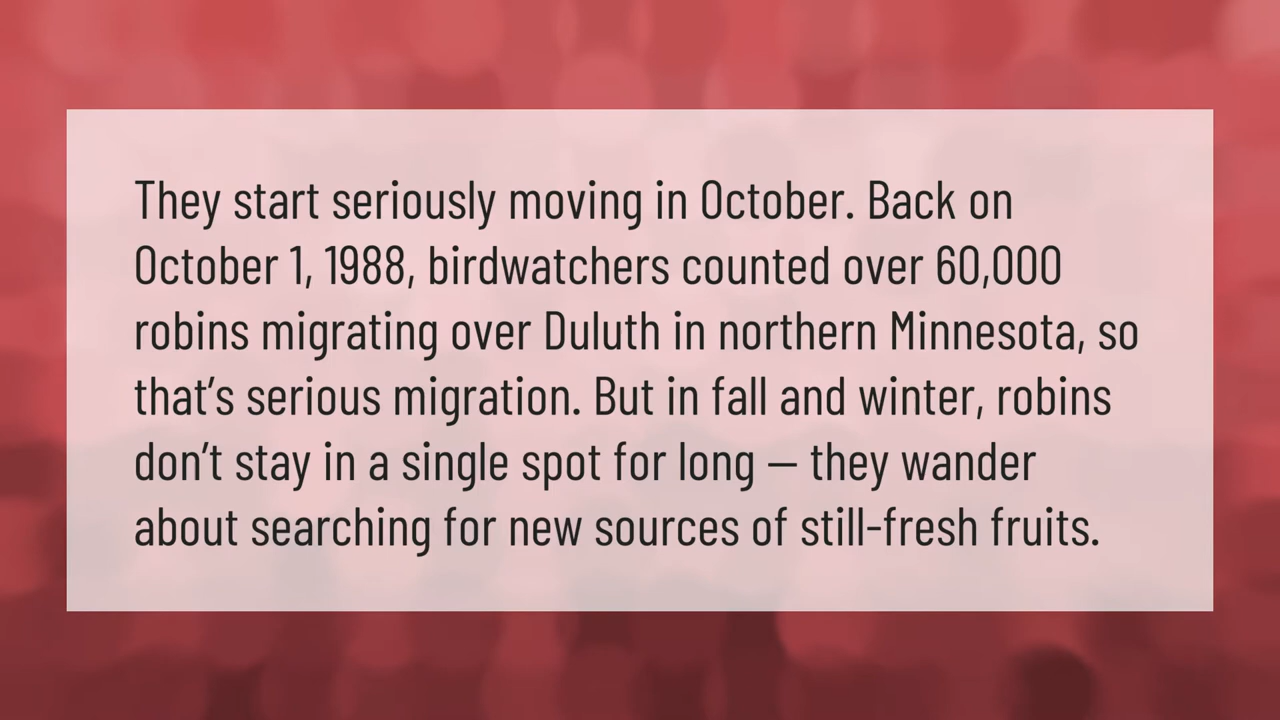 They start seriously moving in October. Back on
October 1, 1988, birdwatchers counted over 60,000
robins migrating over Duluth in northern Minnesota, so
that’s serious migration. But in fall and winter, robins
don’t stay in a single spot for long – they wander
about searching for new sources of still-fresh fruits.